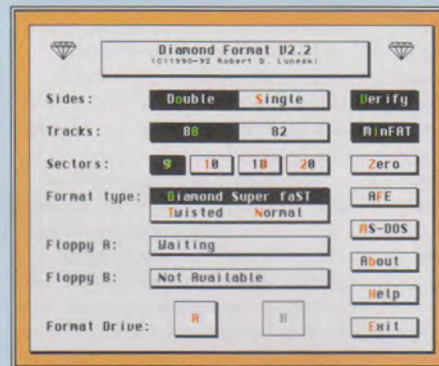 Diamond Format V2.2
(C)1990-92 Robert D. Luneski
Sides: Double Single Verify
Tracks: 80 82 MinFAT
Sectors: 9 10 18 20 Zero
Format type: Diamond Super faST AFE
Twisted Normal
MS-DOS
Floppy A: Waiting
About
Floppy B: Not Available
Help
Format Drive: A B
Exit